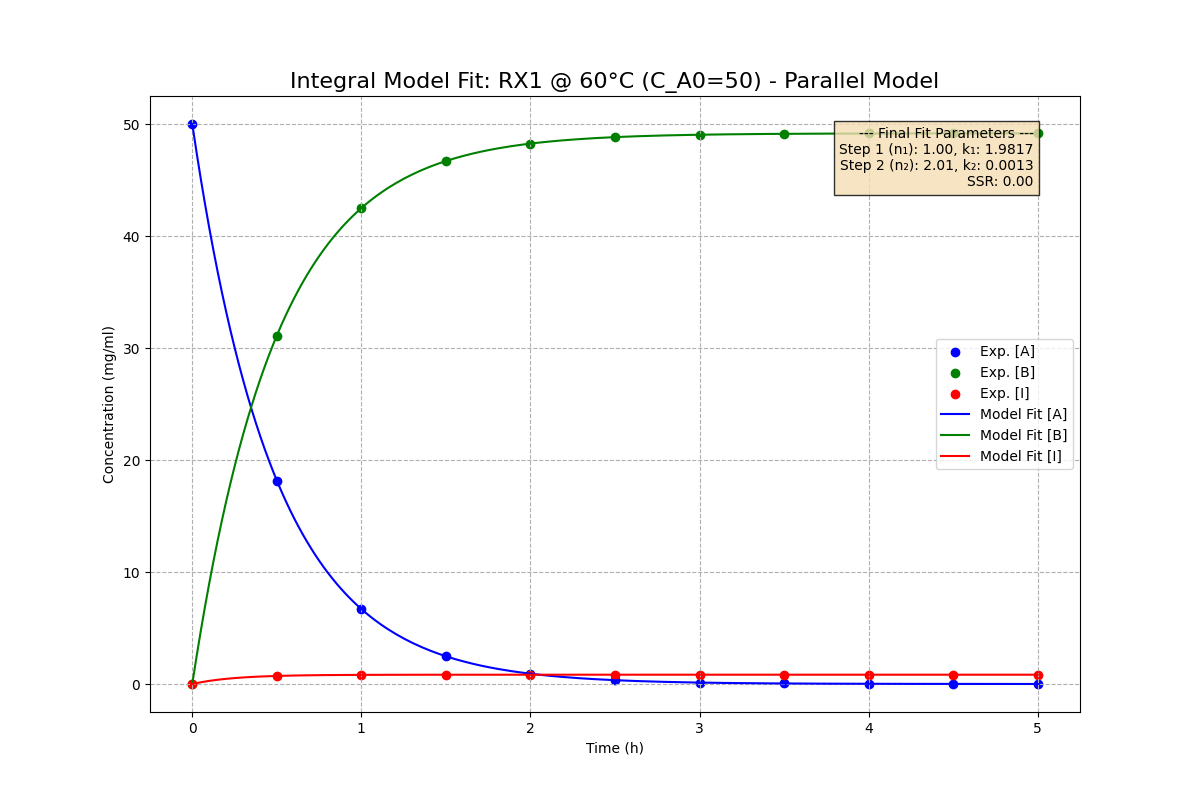 Integral Model Fit: RX1 @ 60°C (C_A0=50) - Parallel Model
50
40
30
20
10
0
Concentration (mg/ml)
--- Final Fit Parameters ---
Step 1 (n₁): 1.00, k₁: 1.9817
Step 2 (n₂): 2.01, k₂: 0.0013
SSR: 0.00
Exp. [A]
Exp. [B]
Exp. [I]
Model Fit [A]
Model Fit [B]
Model Fit [I]
0 1 2 3 4 5
Time (h)